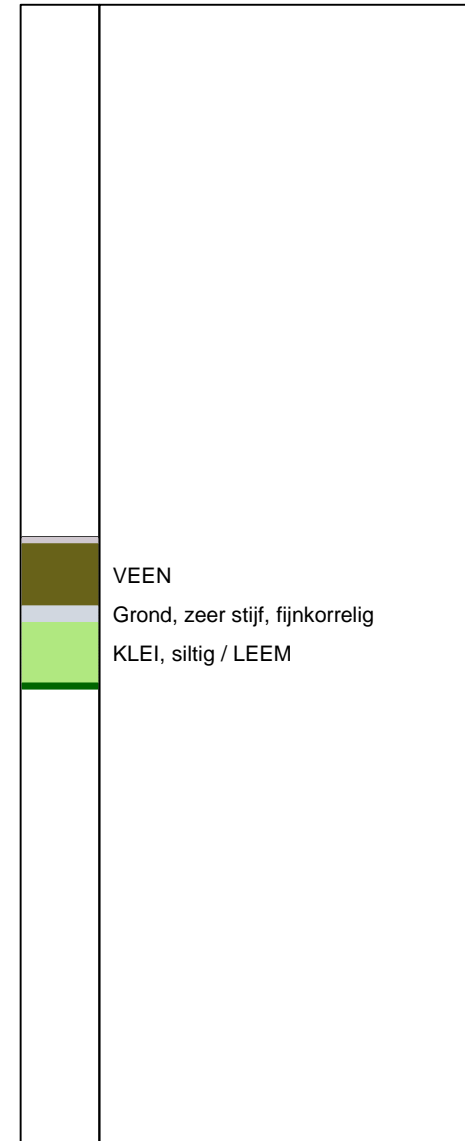 VEEN
Grond, zeer stijf, fijnkorrelig
KLEI, siltig / LEEM